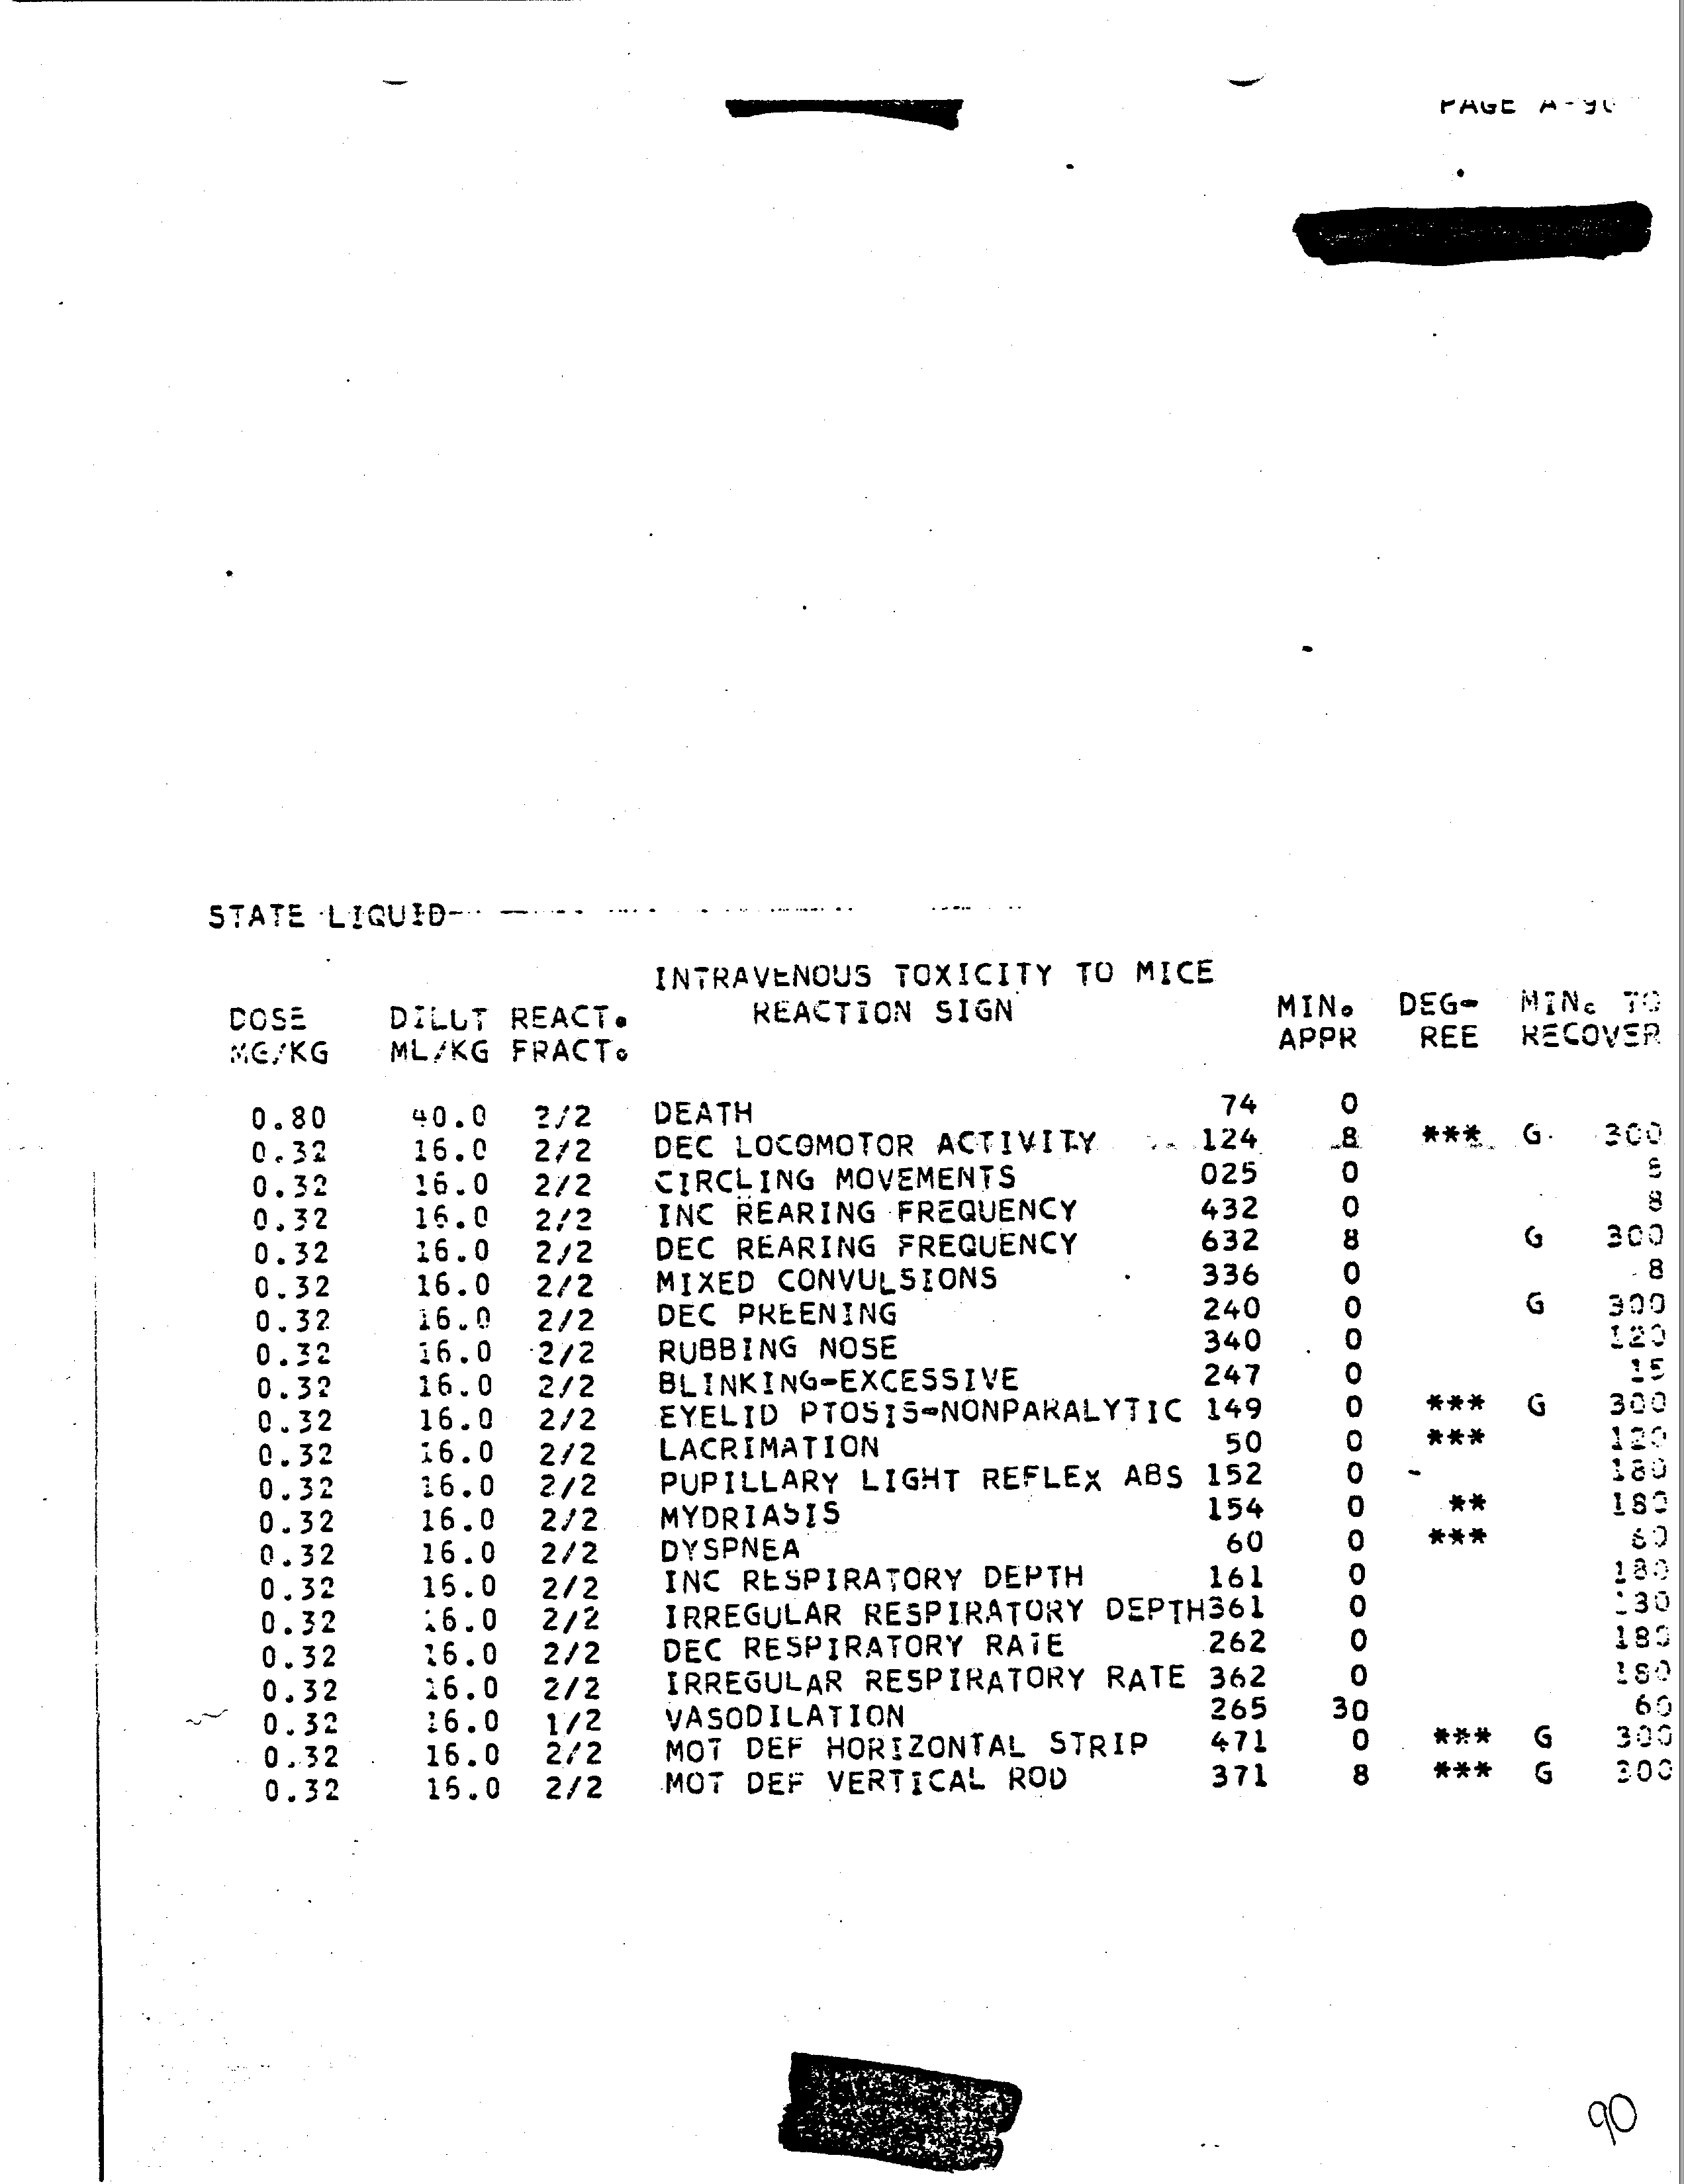 PAGE A-90
STATE LIQUID
INTRAVENOUS TOXICITY TO MICE
DOSE DILUT REACT. REACTION SIGN MIN. DEG- MIN. TO
MG/KG ML/KG FRACT. APPR REE RECOVER
0.80 40.0 2/2 DEATH 74 0
0.32 16.0 2/2 DEC LOCOMOTOR ACTIVITY 124 8 *** G 300
0.32 16.0 2/2 CIRCLING MOVEMENTS 025 0 8
0.32 16.0 2/2 INC REARING FREQUENCY 432 0 8
0.32 16.0 2/2 DEC REARING FREQUENCY 632 8 G 300
0.32 16.0 2/2 MIXED CONVULSIONS 336 0 8
0.32 16.0 2/2 DEC PREENING 240 0 G 300
0.32 16.0 2/2 RUBBING NOSE 340 0 120
0.32 16.0 2/2 BLINKING-EXCESSIVE 247 0 15
0.32 16.0 2/2 EYELID PTOSIS-NONPARALYTIC 149 0 *** G 300
0.32 16.0 2/2 LACRIMATION 50 0 *** 120
0.32 16.0 2/2 PUPILLARY LIGHT REFLEX ABS 152 0 180
0.32 16.0 2/2 MYDRIASIS 154 0 ** 180
0.32 16.0 2/2 DYSPNEA 60 0 *** 60
0.32 16.0 2/2 INC RESPIRATORY DEPTH 161 0 180
0.32 16.0 2/2 IRREGULAR RESPIRATORY DEPTH361 0
0.32 16.0 2/2 DEC RESPIRATORY RATE 262 0 180
0.32 16.0 2/2 IRREGULAR RESPIRATORY RATE 362 0 180
0.32 16.0 1/2 VASODILATION 265 30 60
0.32 16.0 2/2 MOT DEF HORIZONTAL STRIP 471 0 *** G 300
0.32 16.0 2/2 MOT DEF VERTICAL ROD 371 8 *** G 300
90